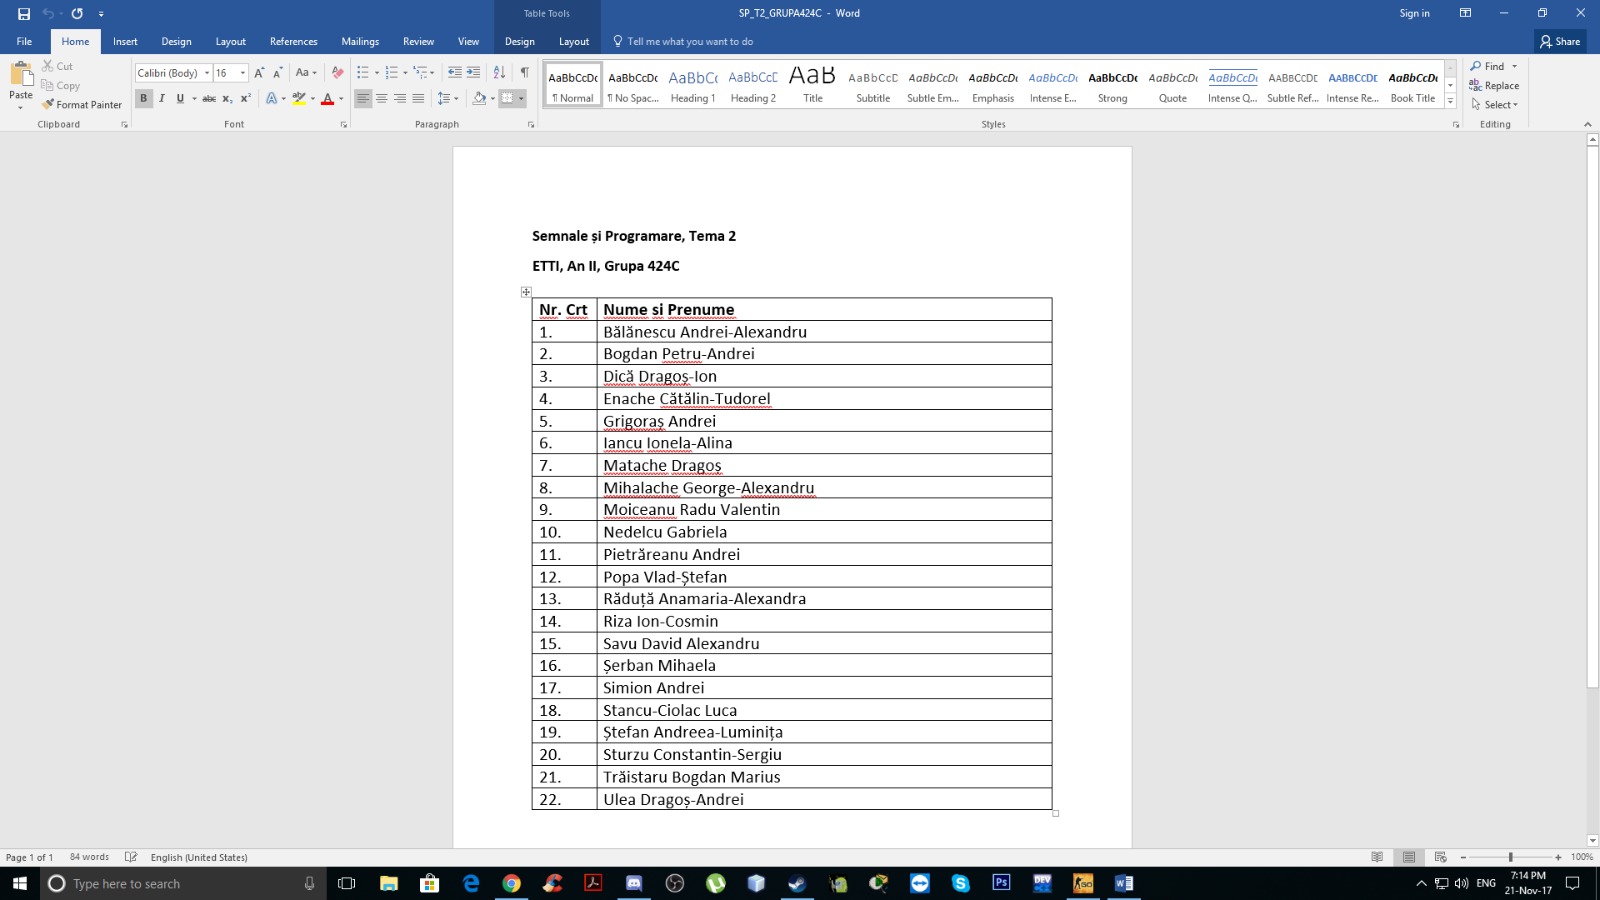 Table Tools
SP_T2_GRUPA424C - Word
Sign in
File Home Insert Design Layout References Mailings Review View Design Layout Tell me what you want to do Share
Paste
Cut
Copy
Format Painter
Clipboard
Calibri (Body) 16
Font
Paragraph
AaBbCcDc AaBbCcDc AaBbCc AaBbCcE AaB AaBbCcD AaBbCcDc AaBbCcDc AaBbCcDc AaBbCcDc AaBbCcDc AaBbCcDc AABBCCDE AABBCCDE AaBbCcDc
¶ Normal ¶ No Spac... Heading 1 Heading 2 Title Subtitle Subtle Em... Emphasis Intense E... Strong Quote Intense Q... Subtle Ref... Intense Re... Book Title
Styles
Find
Replace
Select
Editing
Semnale și Programare, Tema 2
ETTI, An II, Grupa 424C
Nr. Crt Nume si Prenume
1. Bălănescu Andrei-Alexandru
2. Bogdan Petru-Andrei
3. Dică Dragoș-Ion
4. Enache Cătălin-Tudorel
5. Grigoraș Andrei
6. Iancu Ionela-Alina
7. Matache Dragoș
8. Mihalache George-Alexandru
9. Moiceanu Radu Valentin
10. Nedelcu Gabriela
11. Pietrăreanu Andrei
12. Popa Vlad-Ștefan
13. Răduță Anamaria-Alexandra
14. Riza Ion-Cosmin
15. Savu David Alexandru
16. Șerban Mihaela
17. Simion Andrei
18. Stancu-Ciolac Luca
19. Ștefan Andreea-Luminița
20. Sturzu Constantin-Sergiu
21. Trăistaru Bogdan Marius
22. Ulea Dragoș-Andrei
Page 1 of 1 84 words English (United States) 100%
Type here to search
ENG
7:14 PM
21-Nov-17